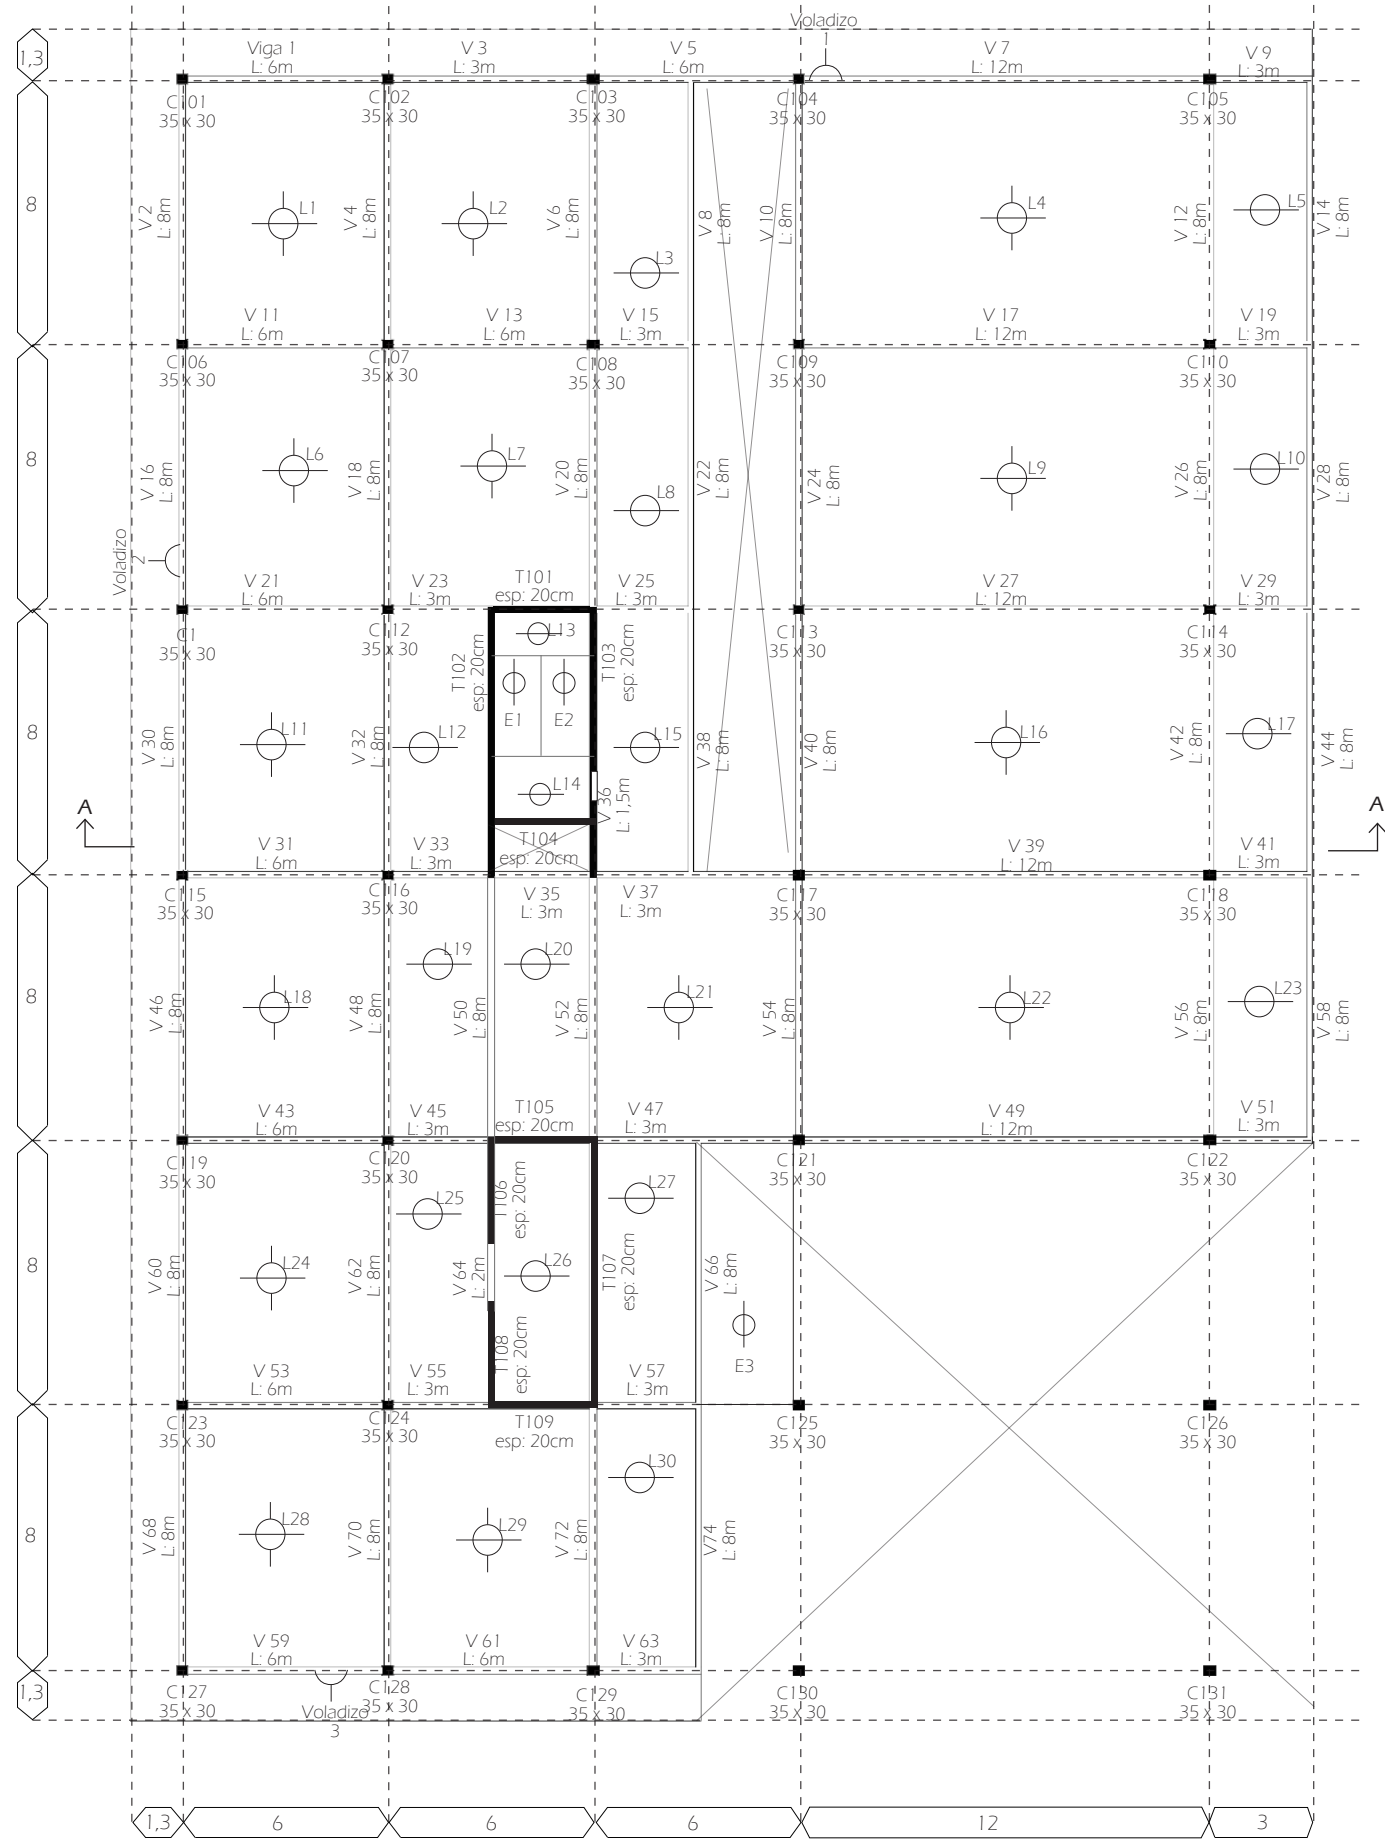 Voladizo
1
1,3
Viga 1
L: 6m
V 3
L: 3m
V 5
L: 6m
V 7
L: 12m
V 9
L: 3m
C101
35 x 30
C102
35 x 30
C103
35 x 30
C104
35 x 30
C105
35 x 30
8
V 2
L: 8m
L1
V 4
L: 8m
L2
V 6
L: 8m
L3
V 8
L: 8m
V 10
L: 8m
L4
V 12
L: 8m
L5
V 14
L: 8m
V 11
L: 6m
V 13
L: 6m
V 15
L: 3m
V 17
L: 12m
V 19
L: 3m
C106
35 x 30
C107
35 x 30
C108
35 x 30
C109
35 x 30
C110
35 x 30
8
V 16
L: 8m
L6
V 18
L: 8m
L7
V 20
L: 8m
L8
V 22
L: 8m
V 24
L: 8m
L9
V 26
L: 8m
L10
V 28
L: 8m
Voladizo
2
V 21
L: 6m
V 23
L: 3m
T101
esp: 20cm
V 25
L: 3m
V 27
L: 12m
V 29
L: 3m
C1
35 x 30
C112
35 x 30
C113
35 x 30
C114
35 x 30
L13
T102
esp: 20cm
T103
esp: 20cm
E1
E2
8
V 30
L: 8m
L11
V 32
L: 8m
L12
L15
V 38
L: 8m
V 40
L: 8m
L16
V 42
L: 8m
L17
V 44
L: 8m
L14
V 36
L: 1,5m
A
A
V 31
L: 6m
V 33
L: 3m
T104
esp: 20cm
V 39
L: 12m
V 41
L: 3m
C115
35 x 30
C116
35 x 30
V 35
L: 3m
V 37
L: 3m
C117
35 x 30
C118
35 x 30
8
V 46
L: 8m
L18
V 48
L: 8m
L19
V 50
L: 8m
L20
V 52
L: 8m
L21
V 54
L: 8m
L22
V 56
L: 8m
L23
V 58
L: 8m
V 43
L: 6m
V 45
L: 3m
T105
esp: 20cm
V 47
L: 3m
V 49
L: 12m
V 51
L: 3m
C119
35 x 30
C120
35 x 30
C121
35 x 30
C122
35 x 30
L25
T106
esp: 20cm
L27
8
V 60
L: 8m
L24
V 62
L: 8m
V 64
L: 2m
L26
T107
esp: 20cm
V 66
L: 8m
E3
T108
esp: 20cm
V 53
L: 6m
V 55
L: 3m
V 57
L: 3m
C123
35 x 30
C124
35 x 30
T109
esp: 20cm
C125
35 x 30
C126
35 x 30
8
V 68
L: 8m
L28
V 70
L: 8m
L29
V 72
L: 8m
L30
V74
L: 8m
V 59
L: 6m
V 61
L: 6m
V 63
L: 3m
1,3
C127
35 x 30
Voladizo
3
C128
35 x 30
C129
35 x 30
C130
35 x 30
C131
35 x 30
1,3
6
6
6
12
3